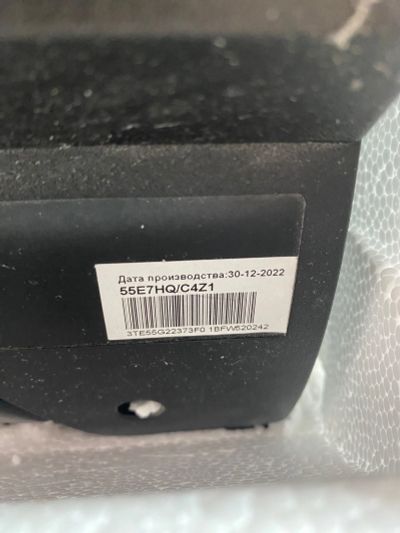 Дата производства:30-12-2022
55E7HQ/C4Z1
3TE55G22373F0 1BFW520242